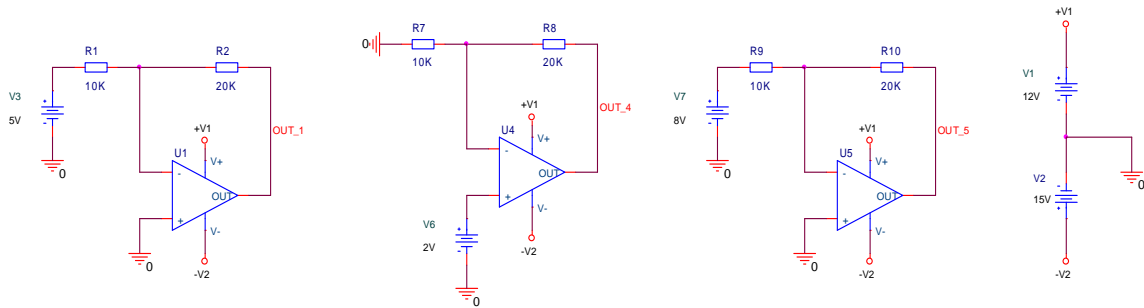 R1
10K
R2
20K
V3
5V
0
U1
+V1
V+
-
OUT
+
V-
-V2
0
OUT_1
0
R7
10K
R8
20K
U4
+V1
V+
-
OUT
+
V-
-V2
V6
2V
0
OUT_4
R9
10K
R10
20K
V7
8V
0
U5
+V1
V+
-
OUT
+
V-
-V2
0
OUT_5
+V1
V1
12V
0
V2
15V
-V2